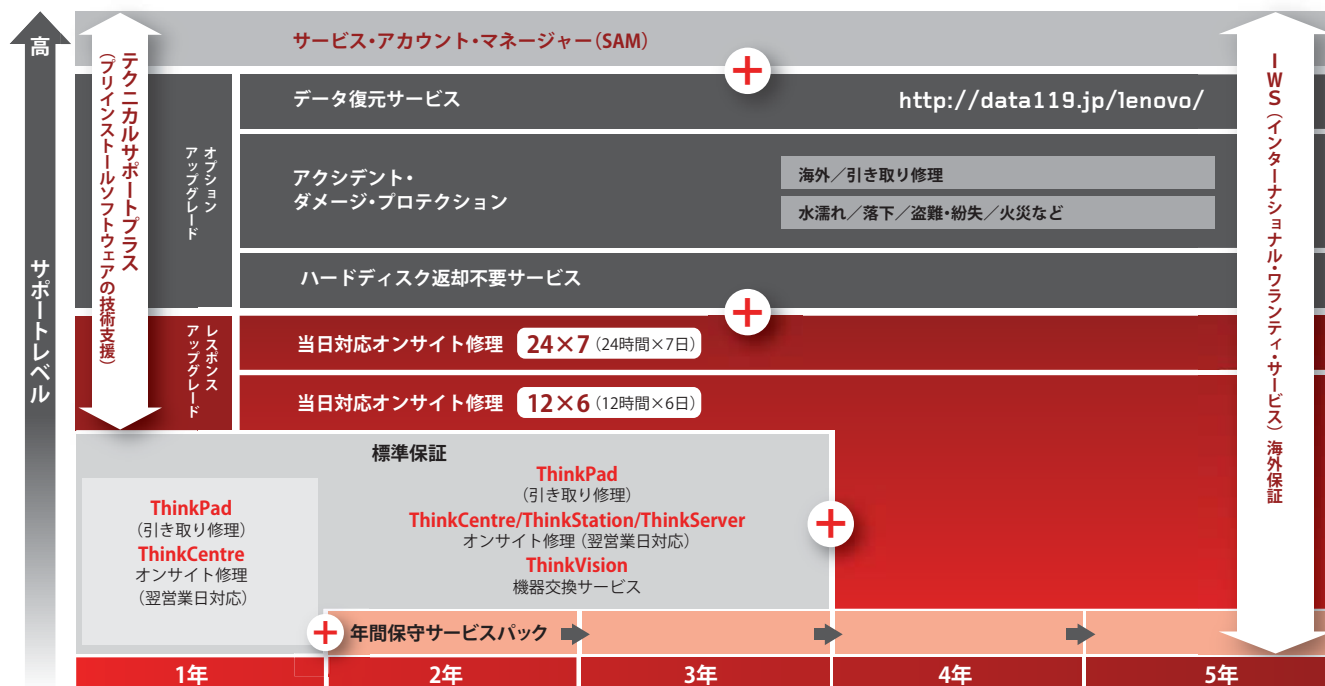 高
サポートレベル
テクニカルサポートプラス
（プリインストールソフトウェアの技術支援）
サービス・アカウント・マネージャー（SAM）
オプション
アップグレード
データ復元サービス
http://data119.jp/lenovo/
アクシデント・
ダメージ・プロテクション
海外／引き取り修理
水濡れ／落下／盗難・紛失／火災など
ハードディスク返却不要サービス
レスポンス
アップグレード
当日対応オンサイト修理 24×7（24時間×7日）
当日対応オンサイト修理 12×6（12時間×6日）
標準保証
ThinkPad
（引き取り修理）
ThinkCentre
オンサイト修理
（翌営業日対応）
ThinkPad
（引き取り修理）
ThinkCentre/ThinkStation/ThinkServer
オンサイト修理（翌営業日対応）
ThinkVision
機器交換サービス
年間保守サービスパック
IWS（インターナショナル・ワランティ・サービス）海外保証
1年
2年
3年
4年
5年